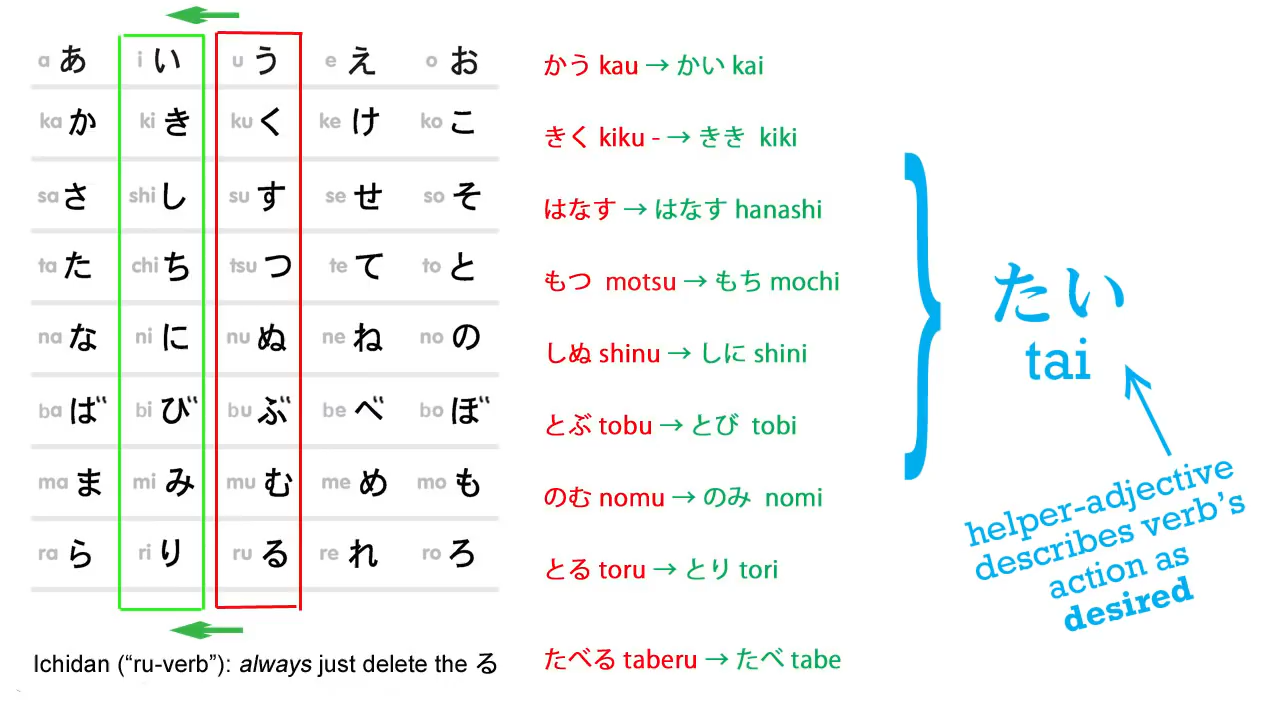 a あ i い u う e え o お
ka か ki き ku く ke け ko こ
sa さ shi し su す se せ so そ
ta た chi ち tsu つ te て to と
na な ni に nu ぬ ne ね no の
ba ば bi び bu ぶ be べ bo ぼ
ma ま mi み mu む me め mo も
ra ら ri り ru る re れ ro ろ
Ichidan (“ru-verb”): always just delete the る
かう kau → かい kai
きく kiku - → きき kiki
はなす → はなす hanashi
もつ motsu → もち mochi
しぬ shinu → しに shini
とぶ tobu → とび tobi
のむ nomu → のみ nomi
とる toru → とり tori
たべる taberu → たべ tabe
}
たい
tai
helper-adjective
describes verb’s
action as
desired